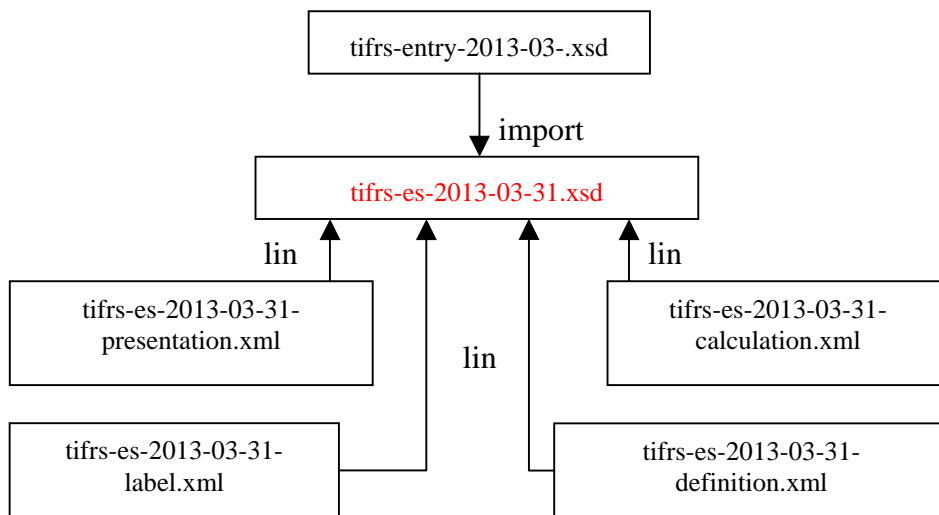 tifrs-entry-2013-03-.xsd
import
tifrs-es-2013-03-31.xsd
lin
lin
tifrs-es-2013-03-31-
presentation.xml
tifrs-es-2013-03-31-
calculation.xml
lin
tifrs-es-2013-03-31-
label.xml
tifrs-es-2013-03-31-
definition.xml